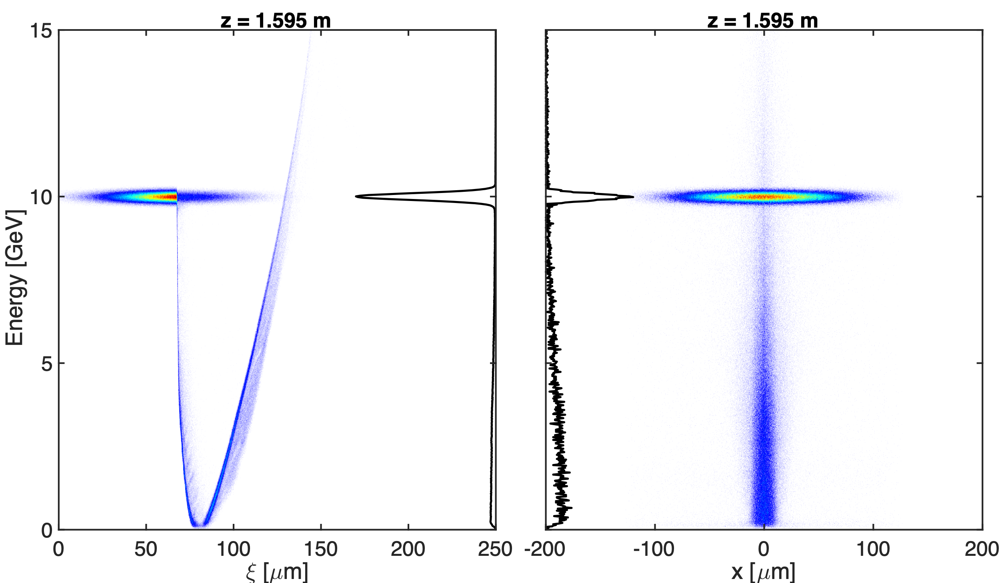 z = 1.595 m
z = 1.595 m
15
10
5
0
Energy [GeV]
0 50 100 150 200 250
-200 -100 0 100 200
ξ [μm]
x [μm]